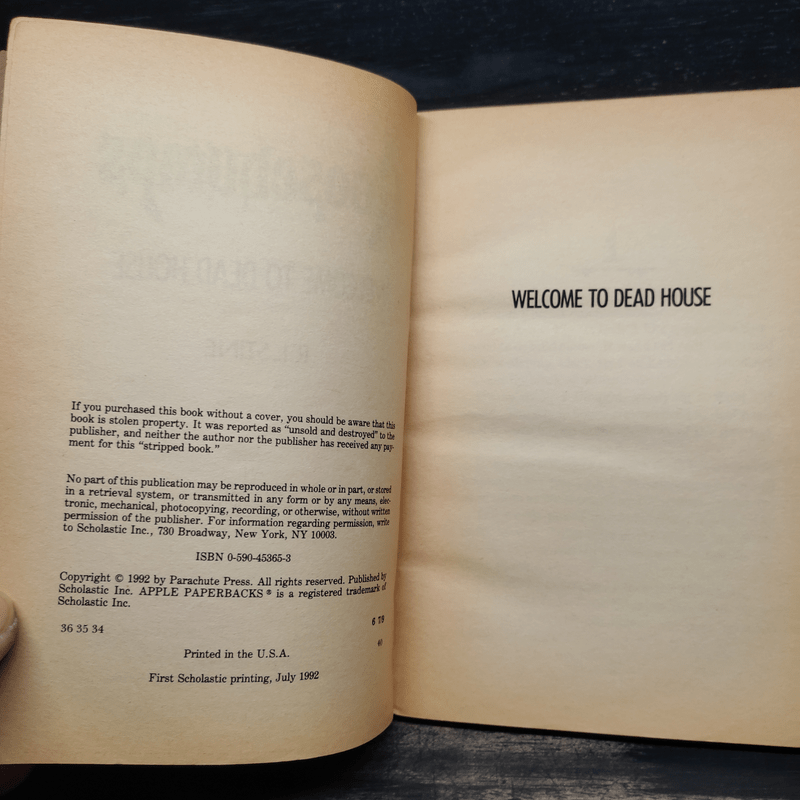 If you purchased this book without a cover, you should be aware that this
book is stolen property. It was reported as “unsold and destroyed” to the
publisher, and neither the author nor the publisher has received any pay-
ment for this “stripped book.”
No part of this publication may be reproduced in whole or in part, or stored
in a retrieval system, or transmitted in any form or by any means, elec-
tronic, mechanical, photocopying, recording, or otherwise, without written
permission of the publisher. For information regarding permission, write
to Scholastic Inc., 730 Broadway, New York, NY 10003.
ISBN 0-590-45365-3
Copyright © 1992 by Parachute Press. All rights reserved. Published by
Scholastic Inc. APPLE PAPERBACKS ® is a registered trademark of
Scholastic Inc.
36 35 34
Printed in the U.S.A.
First Scholastic printing, July 1992
WELCOME TO DEAD HOUSE